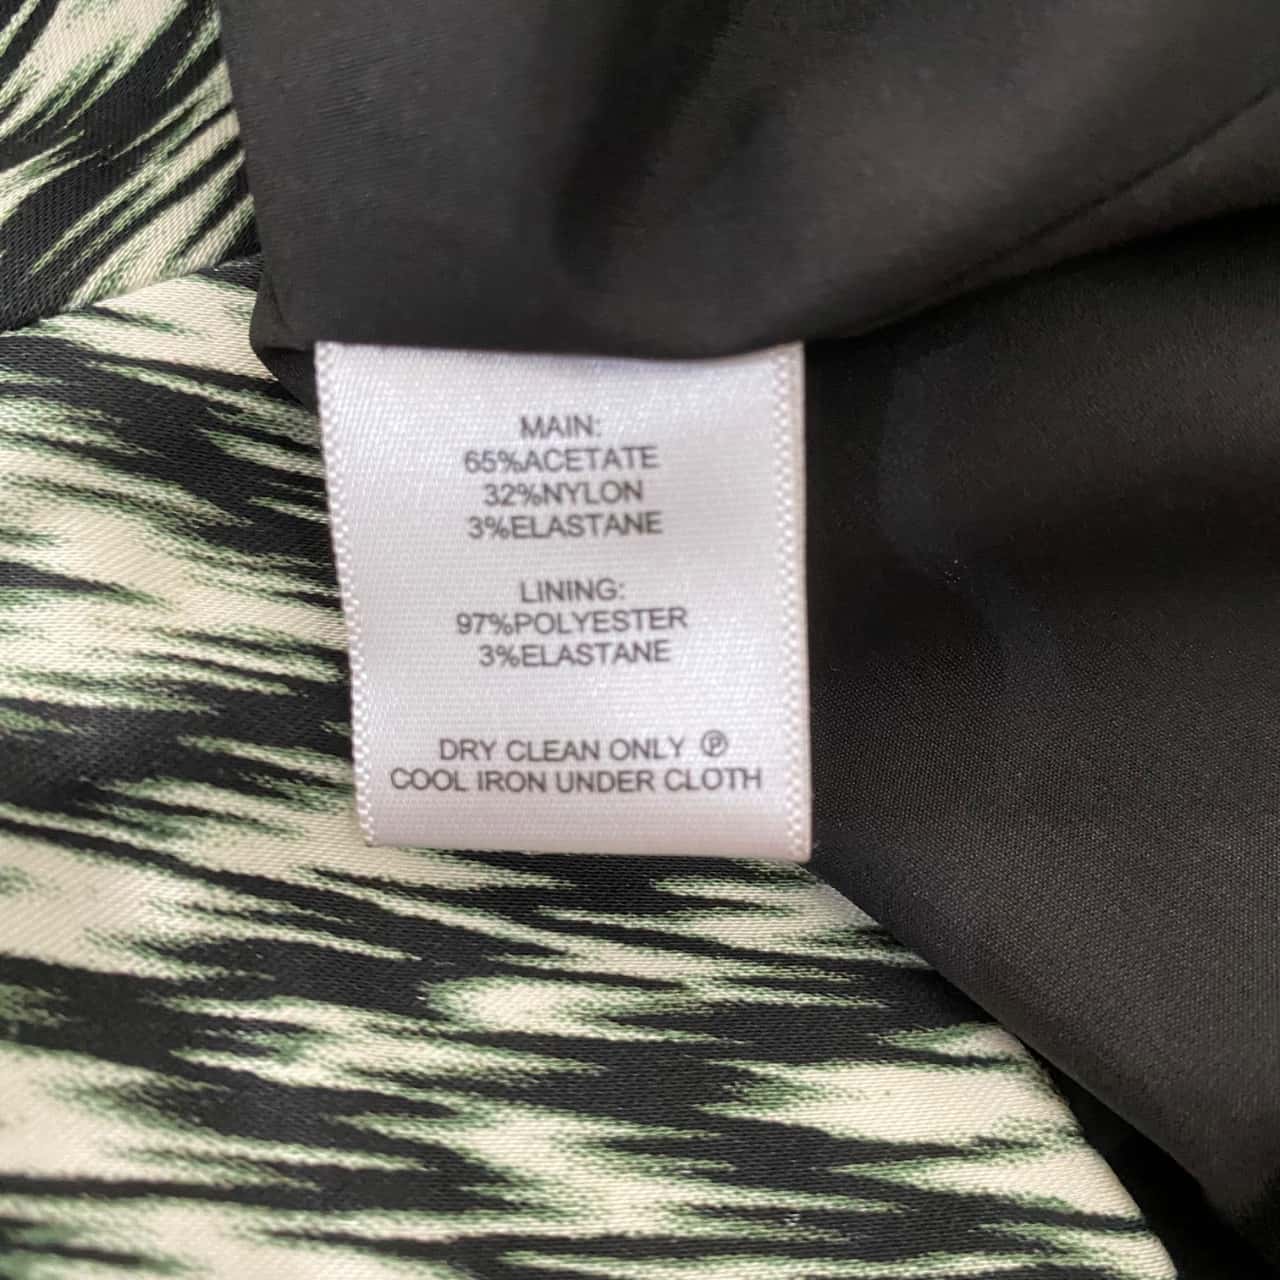 MAIN:
65%ACETATE
32%NYLON
3%ELASTANE
LINING:
97%POLYESTER
3%ELASTANE
DRY CLEAN ONLY Ⓟ
COOL IRON UNDER CLOTH